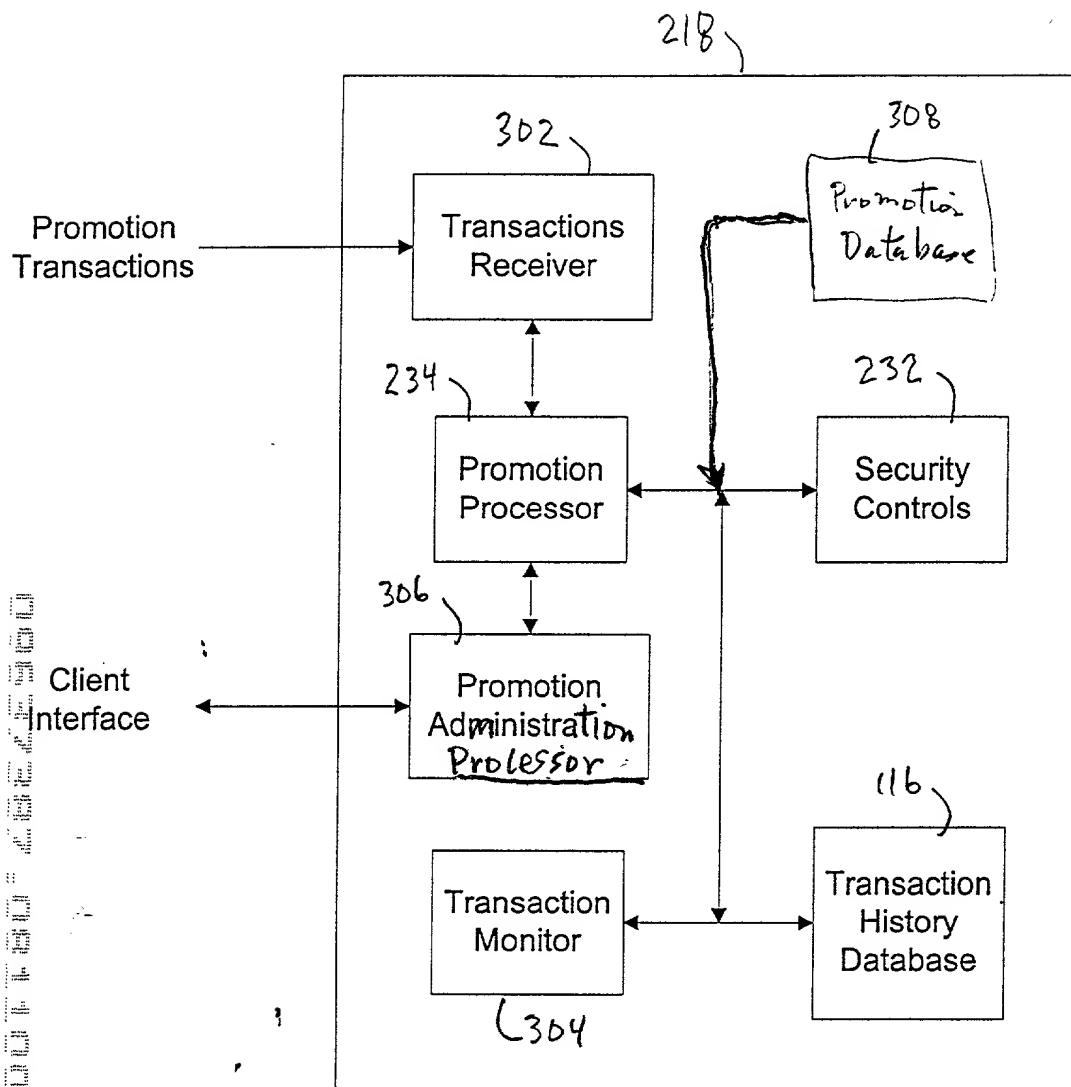 218
302
308
Promotion
Transactions
Transactions
Receiver
Promotion
Database
234
232
Promotion
Processor
Security
Controls
306
Client
Interface
Promotion
Administration
Processor
116
Transaction
Monitor
Transaction
History
Database
304